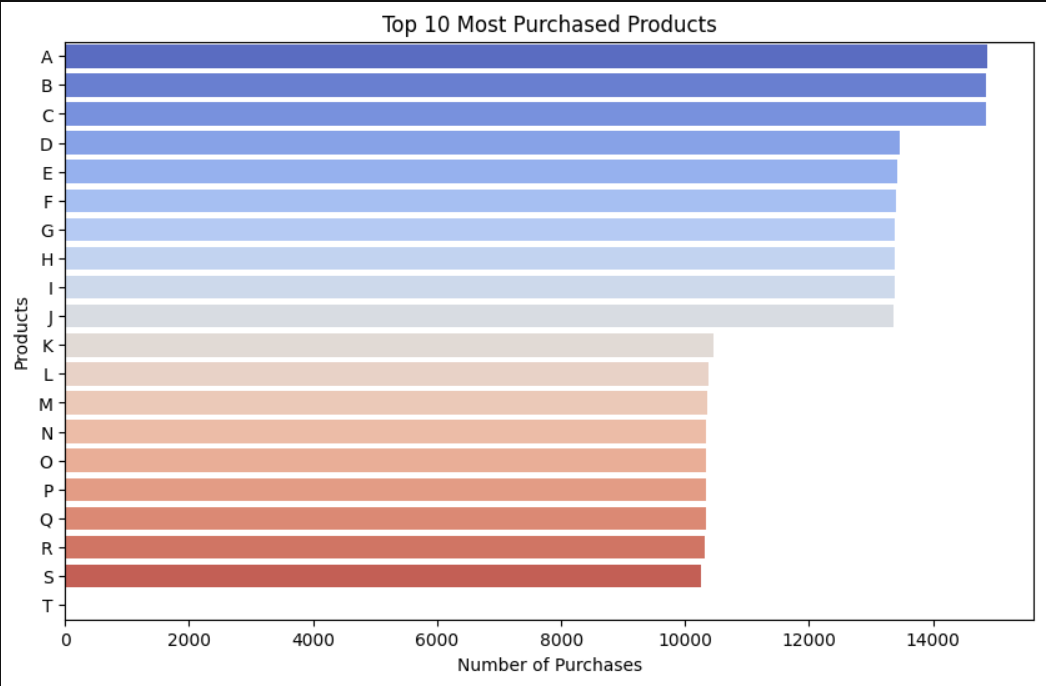 Top 10 Most Purchased Products
Products
A
B
C
D
E
F
G
H
I
J
K
L
M
N
O
P
Q
R
S
T
0 2000 4000 6000 8000 10000 12000 14000
Number of Purchases